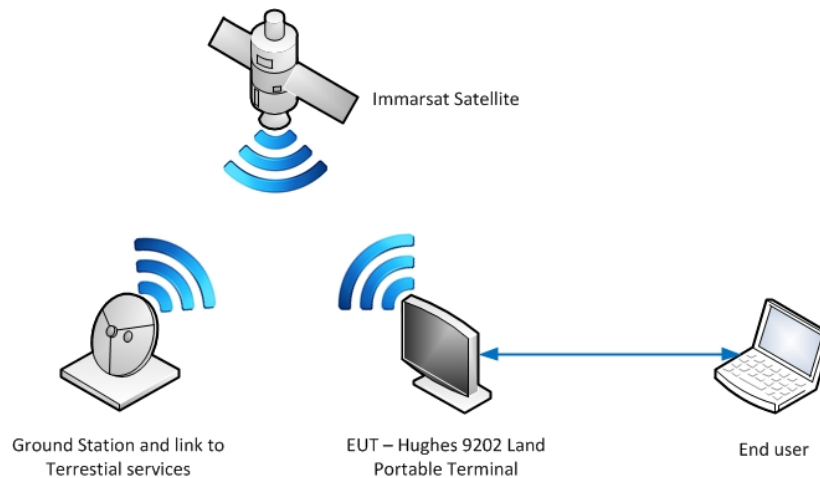 Immarsat Satellite
Ground Station and link to
Terrestial services
EUT – Hughes 9202 Land
Portable Terminal
End user